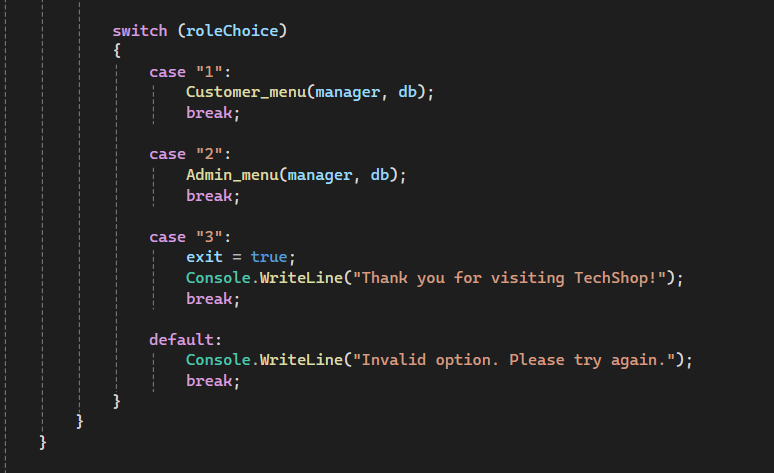 switch (roleChoice)
{
case "1":
Customer_menu(manager, db);
break;
case "2":
Admin_menu(manager, db);
break;
case "3":
exit = true;
Console.WriteLine("Thank you for visiting TechShop!");
break;
default:
Console.WriteLine("Invalid option. Please try again.");
break;
}
}
}